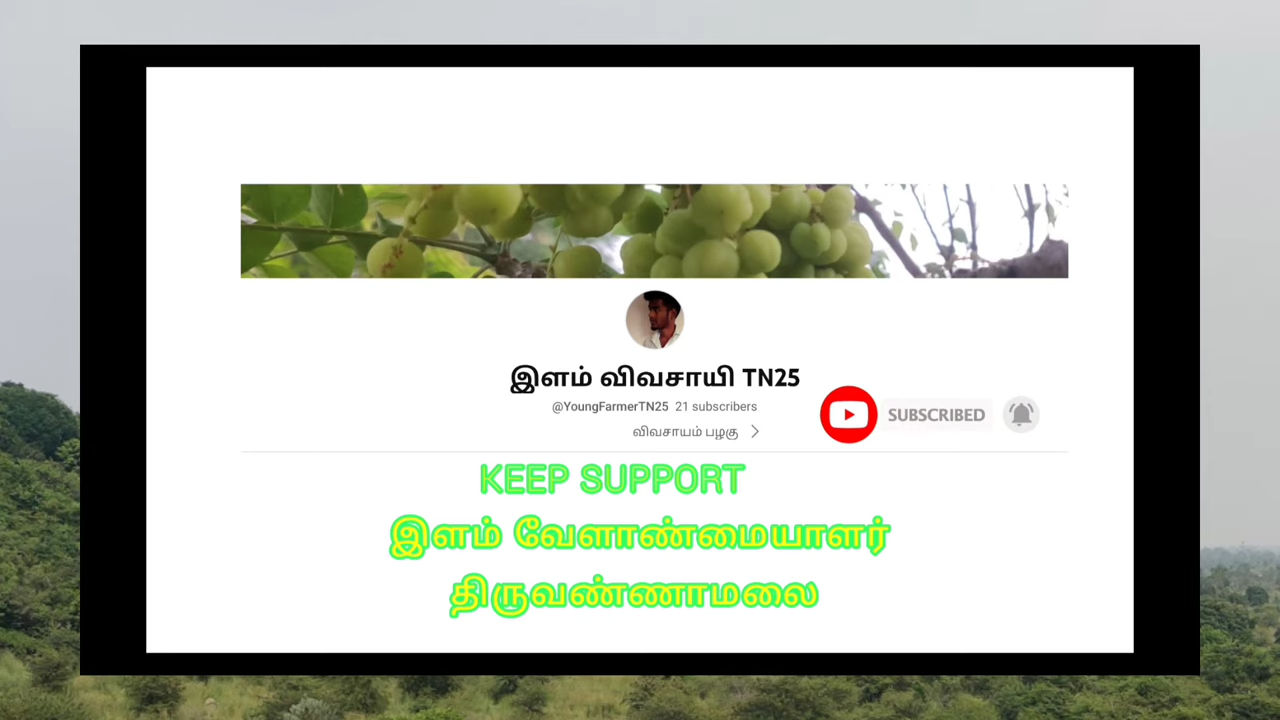 இளம் விவசாயி TN25
@YoungFarmerTN25 21 subscribers
விவசாயம் பழகு
SUBSCRIBED
KEEP SUPPORT
இளம் வேளாண்மையாளர்
திருவண்ணாமலை